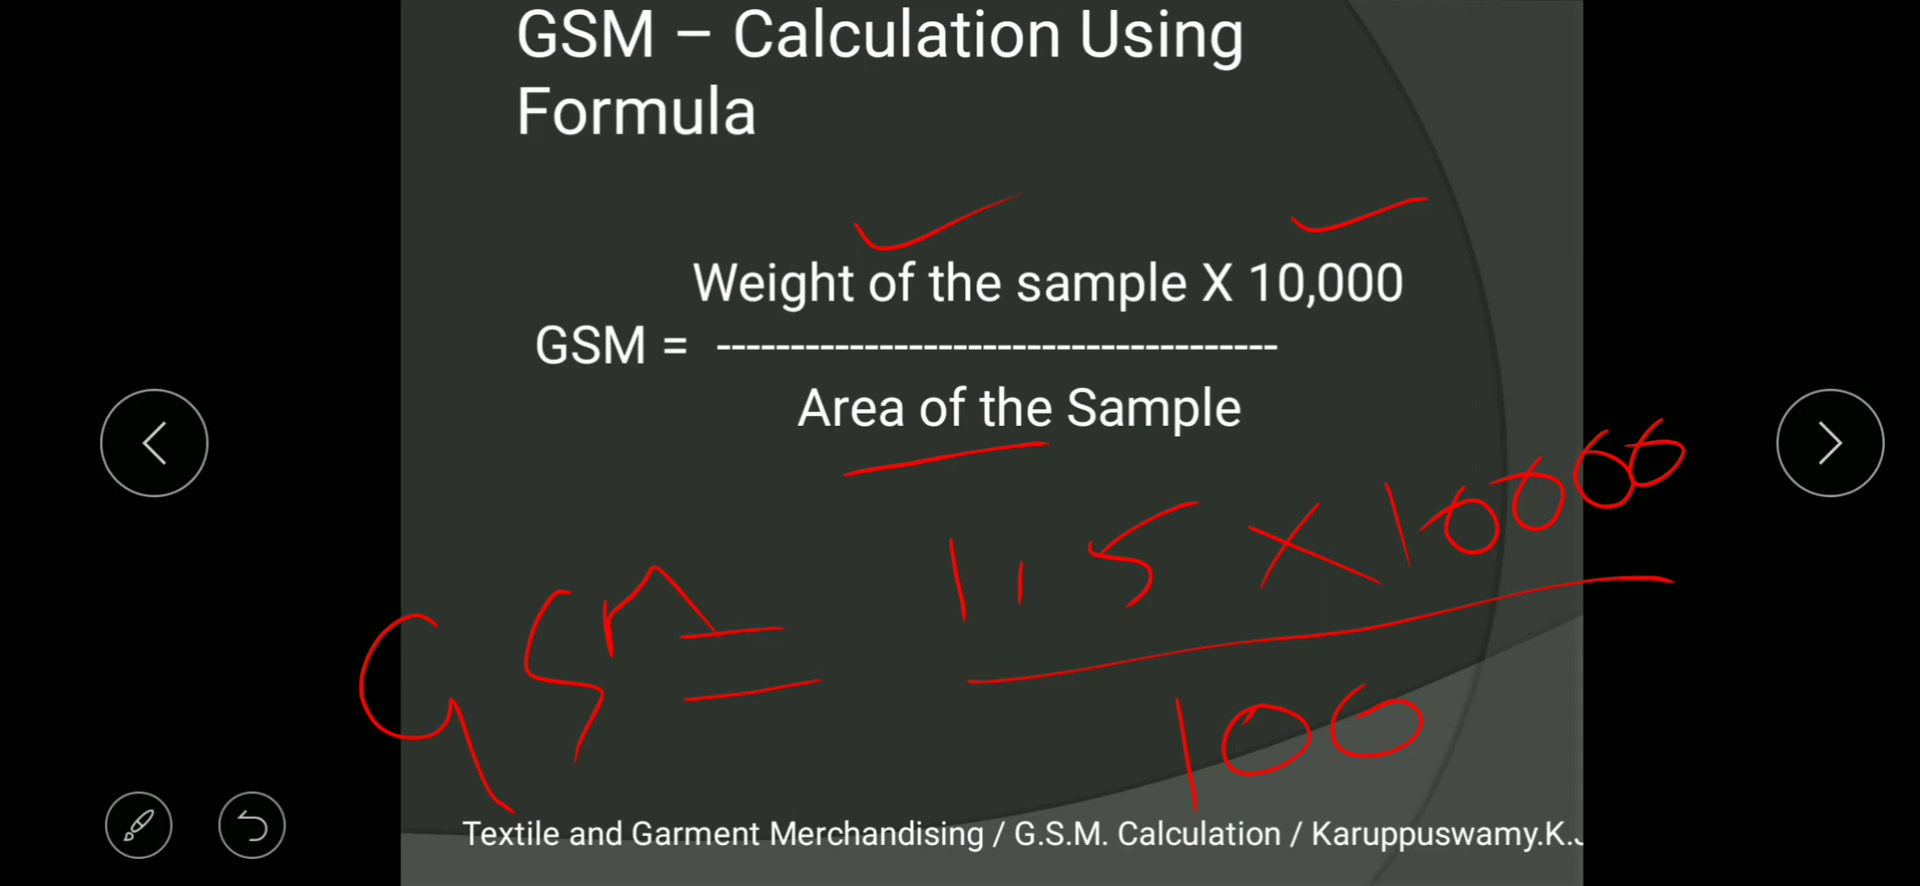 GSM – Calculation Using
Formula
Weight of the sample X 10,000
GSM = --------------------------------------
Area of the Sample
GSM = 1.5 X 10000
100
Textile and Garment Merchandising / G.S.M. Calculation / Karuppuswamy.K.J